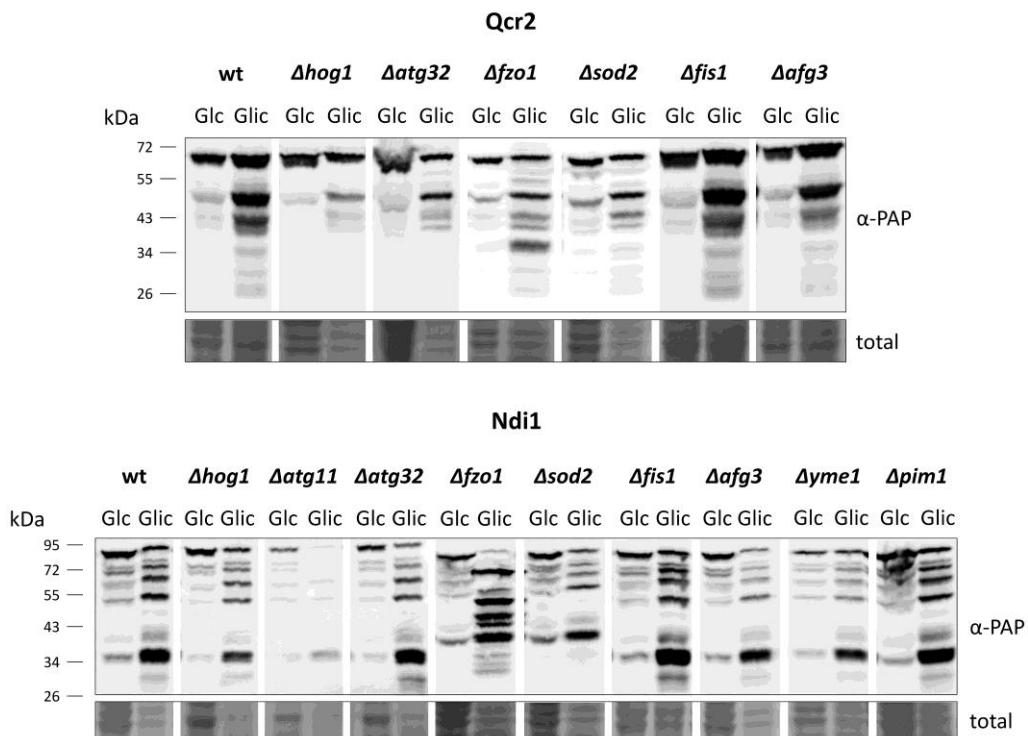 Qcr2
wt Δhog1 Δatg32 Δfzo1 Δsod2 Δfis1 Δafg3
kDa Glc Glic Glc Glic Glc Glic Glc Glic Glc Glic Glc Glic Glc Glic
72
55
43 α-PAP
34
26
total
Ndi1
wt Δhog1 Δatg11 Δatg32 Δfzo1 Δsod2 Δfis1 Δafg3 Δyme1 Δpim1
kDa Glc Glic Glc Glic Glc Glic Glc Glic Glc Glic Glc Glic Glc Glic Glc Glic Glc Glic Glc Glic
95
72
55
43 α-PAP
34
26
total